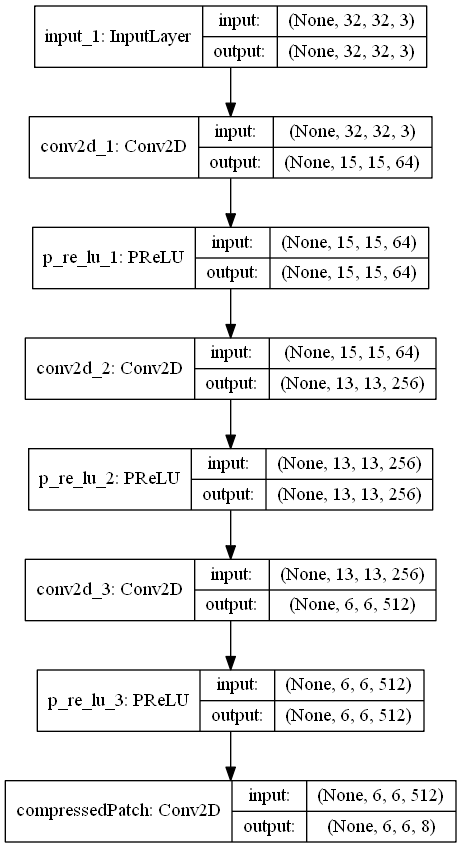 input_1: InputLayer
input: (None, 32, 32, 3)
output: (None, 32, 32, 3)
conv2d_1: Conv2D
input: (None, 32, 32, 3)
output: (None, 15, 15, 64)
p_re_lu_1: PReLU
input: (None, 15, 15, 64)
output: (None, 15, 15, 64)
conv2d_2: Conv2D
input: (None, 15, 15, 64)
output: (None, 13, 13, 256)
p_re_lu_2: PReLU
input: (None, 13, 13, 256)
output: (None, 13, 13, 256)
conv2d_3: Conv2D
input: (None, 13, 13, 256)
output: (None, 6, 6, 512)
p_re_lu_3: PReLU
input: (None, 6, 6, 512)
output: (None, 6, 6, 512)
compressedPatch: Conv2D
input: (None, 6, 6, 512)
output: (None, 6, 6, 8)